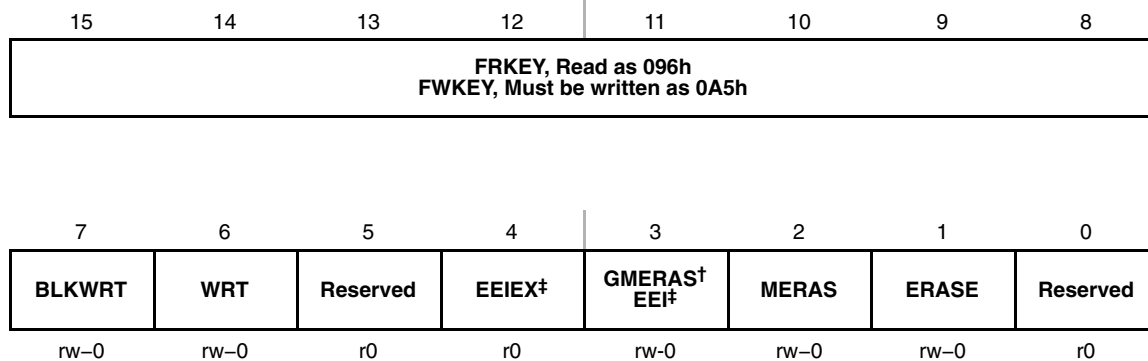 15 14 13 12 11 10 9 8
FRKEY, Read as 096h
FWKEY, Must be written as 0A5h
7 6 5 4 3 2 1 0
BLKWRT WRT Reserved EEIEX‡ GMERAS† EEI‡ MERAS ERASE Reserved
rw−0 rw−0 r0 r0 rw-0 rw−0 rw−0 r0